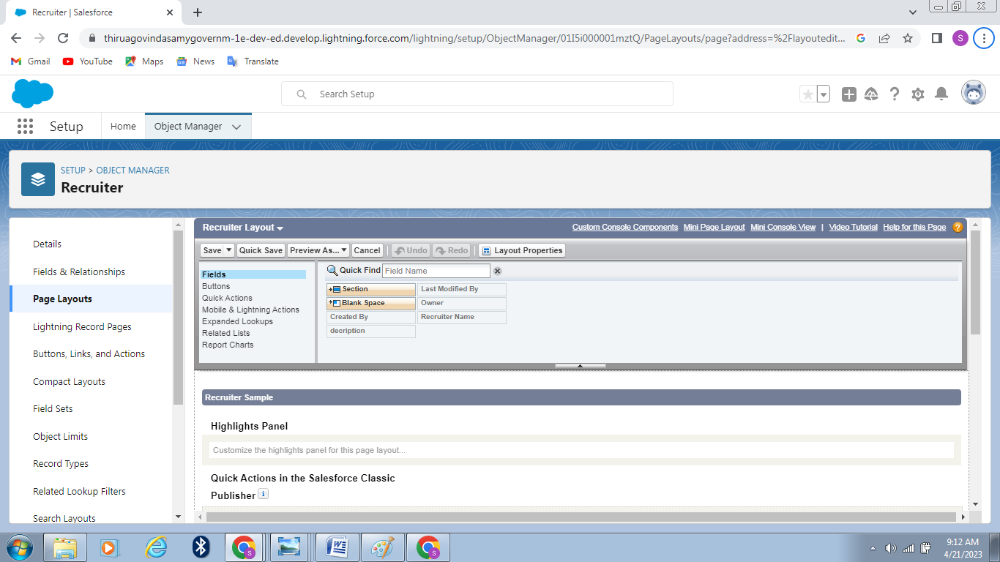 Recruiter | Salesforce
thiruagovindasamygovernm-1e-dev-ed.develop.lightning.force.com/lightning/setup/ObjectManager/01I5i000001mztQ/PageLayouts/page?address=%2Flayoutedit...
S
Gmail YouTube Maps News Translate
Search Setup
Setup Home Object Manager
SETUP > OBJECT MANAGER
Recruiter
Details
Fields & Relationships
Page Layouts
Lightning Record Pages
Buttons, Links, and Actions
Compact Layouts
Field Sets
Object Limits
Record Types
Related Lookup Filters
Search Layouts
Recruiter Layout Custom Console Components Mini Page Layout Mini Console View | Video Tutorial Help for this Page ?
Save Quick Save Preview As... Cancel Undo Redo Layout Properties
Fields
Buttons
Quick Actions
Mobile & Lightning Actions
Expanded Lookups
Related Lists
Report Charts
Quick Find Field Name
Section Last Modified By
Blank Space Owner
Created By Recruiter Name
decription
Recruiter Sample
Highlights Panel
Customize the highlights panel for this page layout...
Quick Actions in the Salesforce Classic
Publisher i
9:12 AM
4/21/2023